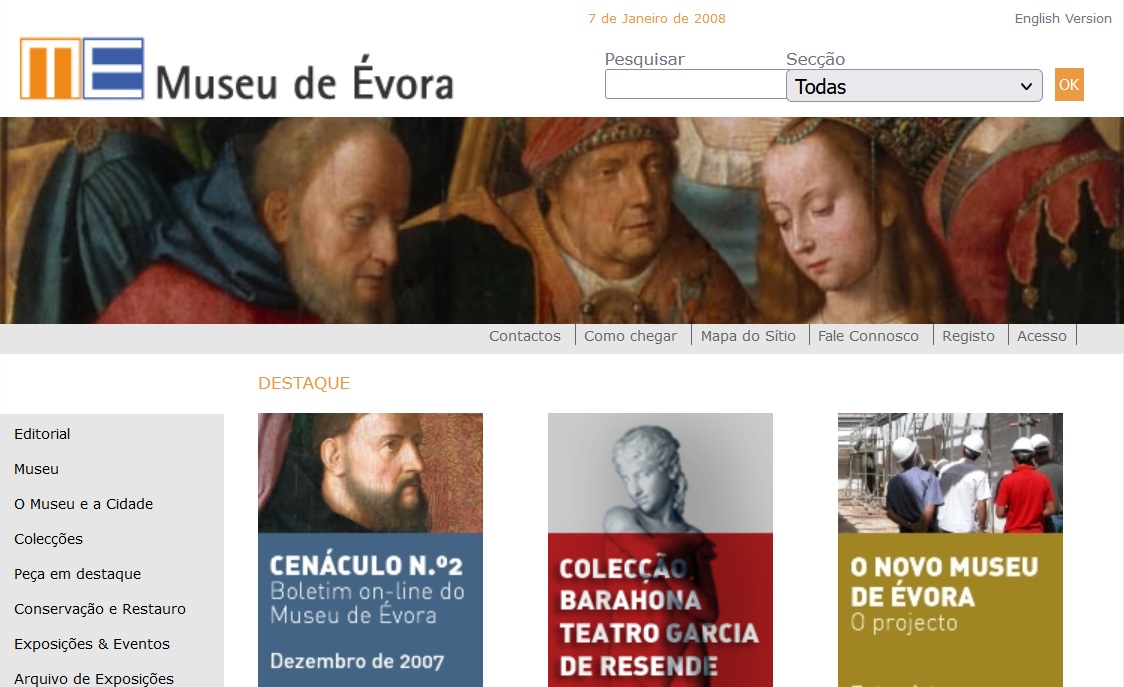 7 de Janeiro de 2008
English Version
Museu de Évora
Pesquisar
Secção
Todas
OK
Contactos
Como chegar
Mapa do Sítio
Fale Connosco
Registo
Acesso
DESTAQUE
Editorial
Museu
O Museu e a Cidade
Colecções
Peça em destaque
Conservação e Restauro
Exposições & Eventos
Arquivo de Exposições
CENÁCULO N.º2
Boletim on-line do
Museu de Évora
Dezembro de 2007
COLECÇÃO
BARAHONA
TEATRO GARCIA
DE RESENDE
O NOVO MUSEU
DE ÉVORA
O projecto